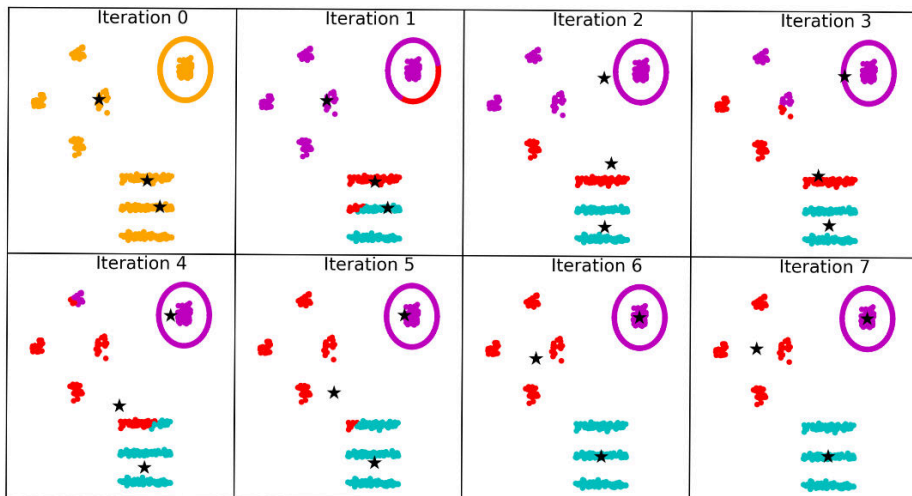 Iteration 0
Iteration 1
Iteration 2
Iteration 3
Iteration 4
Iteration 5
Iteration 6
Iteration 7